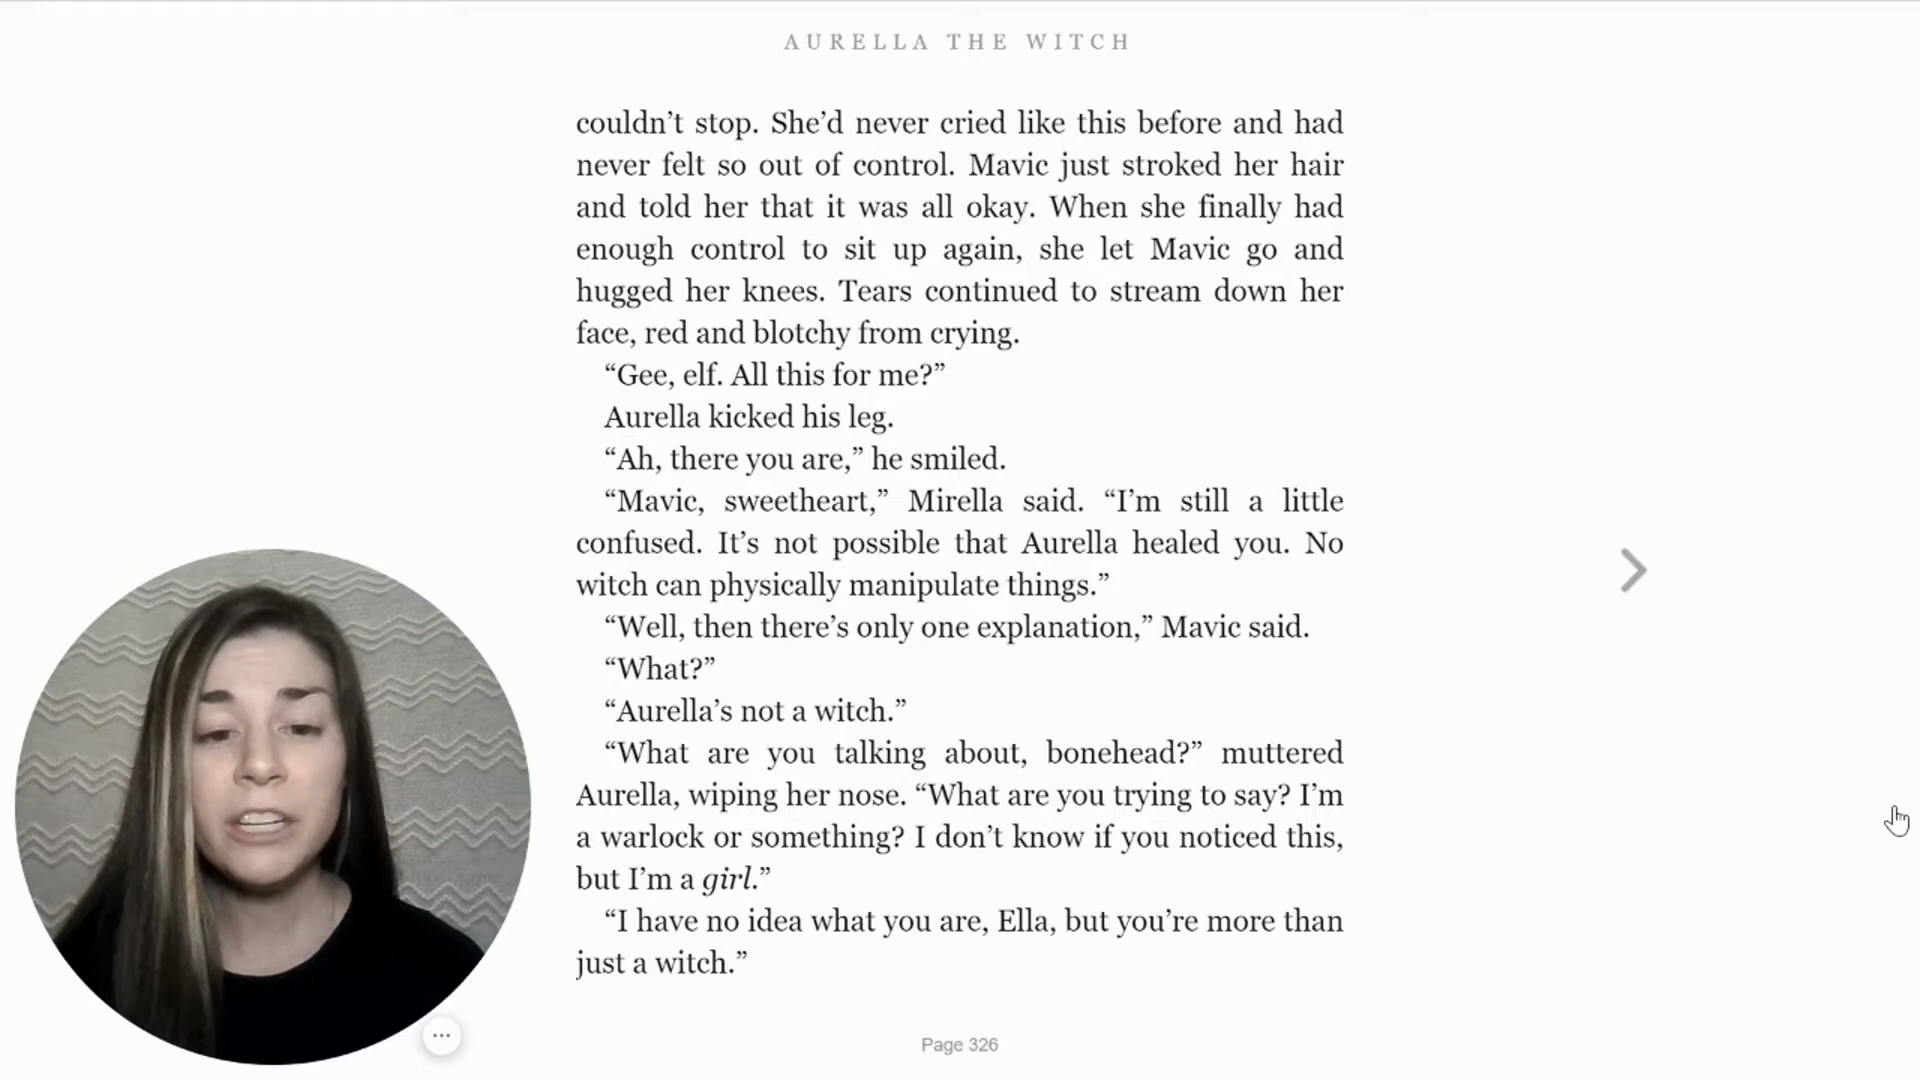 AURELLA THE WITCH
couldn’t stop. She’d never cried like this before and had
never felt so out of control. Mavic just stroked her hair
and told her that it was all okay. When she finally had
enough control to sit up again, she let Mavic go and
hugged her knees. Tears continued to stream down her
face, red and blotchy from crying.
“Gee, elf. All this for me?”
Aurella kicked his leg.
“Ah, there you are,” he smiled.
“Mavic, sweetheart,” Mirella said. “I’m still a little
confused. It’s not possible that Aurella healed you. No
witch can physically manipulate things.”
“Well, then there’s only one explanation,” Mavic said.
“What?”
“Aurella’s not a witch.”
“What are you talking about, bonehead?” muttered
Aurella, wiping her nose. “What are you trying to say? I’m
a warlock or something? I don’t know if you noticed this,
but I’m a girl.”
“I have no idea what you are, Ella, but you’re more than
just a witch.”
Page 326